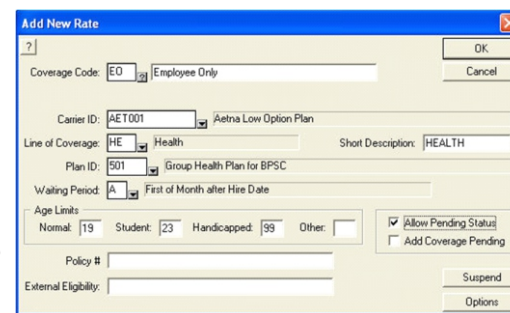 Add New Rate
? OK
Coverage Code: EO ? Employee Only Cancel
Carrier ID: AET001 Aetna Low Option Plan
Line of Coverage: HE Health Short Description: HEALTH
Plan ID: 501 Group Health Plan for BPSC
Waiting Period: A First of Month after Hire Date
Age Limits
Normal: 19 Student: 23 Handicapped: 99 Other: Allow Pending Status
Add Coverage Pending
Policy #
Suspend
External Eligibility:
Options